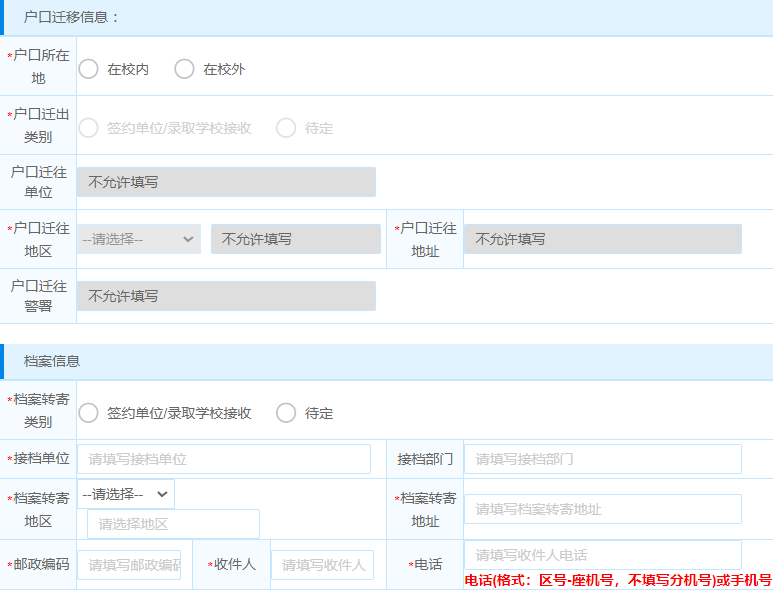 户口迁移信息：
*户口所在地
在校内
在校外
*户口迁出类别
签约单位/录取学校接收
待定
户口迁往单位
不允许填写
*户口迁往地区
--请选择--
不允许填写
*户口迁往地址
不允许填写
户口迁往警署
不允许填写
档案信息
*档案转寄类别
签约单位/录取学校接收
待定
*接档单位
请填写接档单位
接档部门
请填写接档部门
*档案转寄地区
--请选择--
请选择地区
*档案转寄地址
请填写档案转寄地址
*邮政编码
请填写邮政编码
*收件人
请填写收件人
*电话
请填写收件人电话
电话(格式：区号-座机号，不填写分机号)或手机号